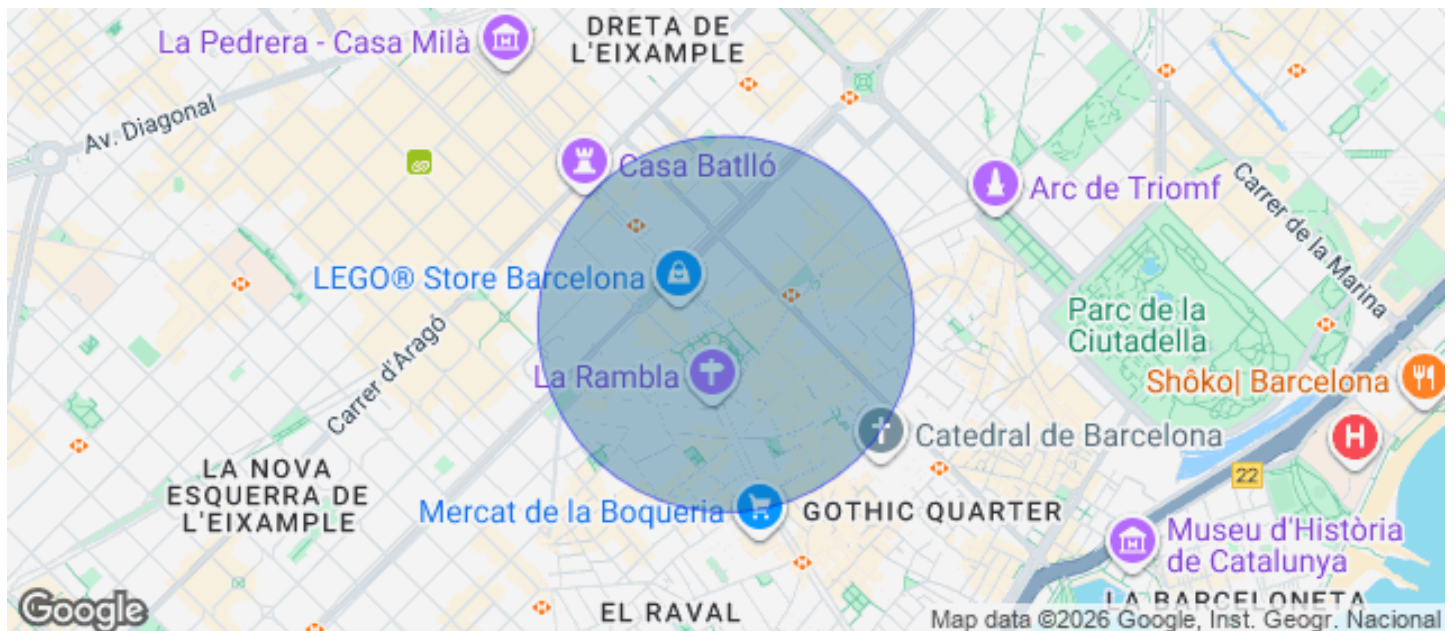 DRETA DE
L'EIXAMPLE
La Pedrera - Casa Milà
Av. Diagonal
Casa Batlló
Arc de Triomf
Carrer de la Marina
LEGO® Store Barcelona
Parc de la
Ciutadella
Carrer d'Aragó
La Rambla
Shôko| Barcelona
Catedral de Barcelona
H
LA NOVA
ESQUERRA DE
L'EIXAMPLE
22
Mercat de la Boqueria
GOTHIC QUARTER
Museu d'Història
de Catalunya
LA BARCELONETA
EL RAVAL
Google
Map data ©2026 Google, Inst. Geogr. Nacional